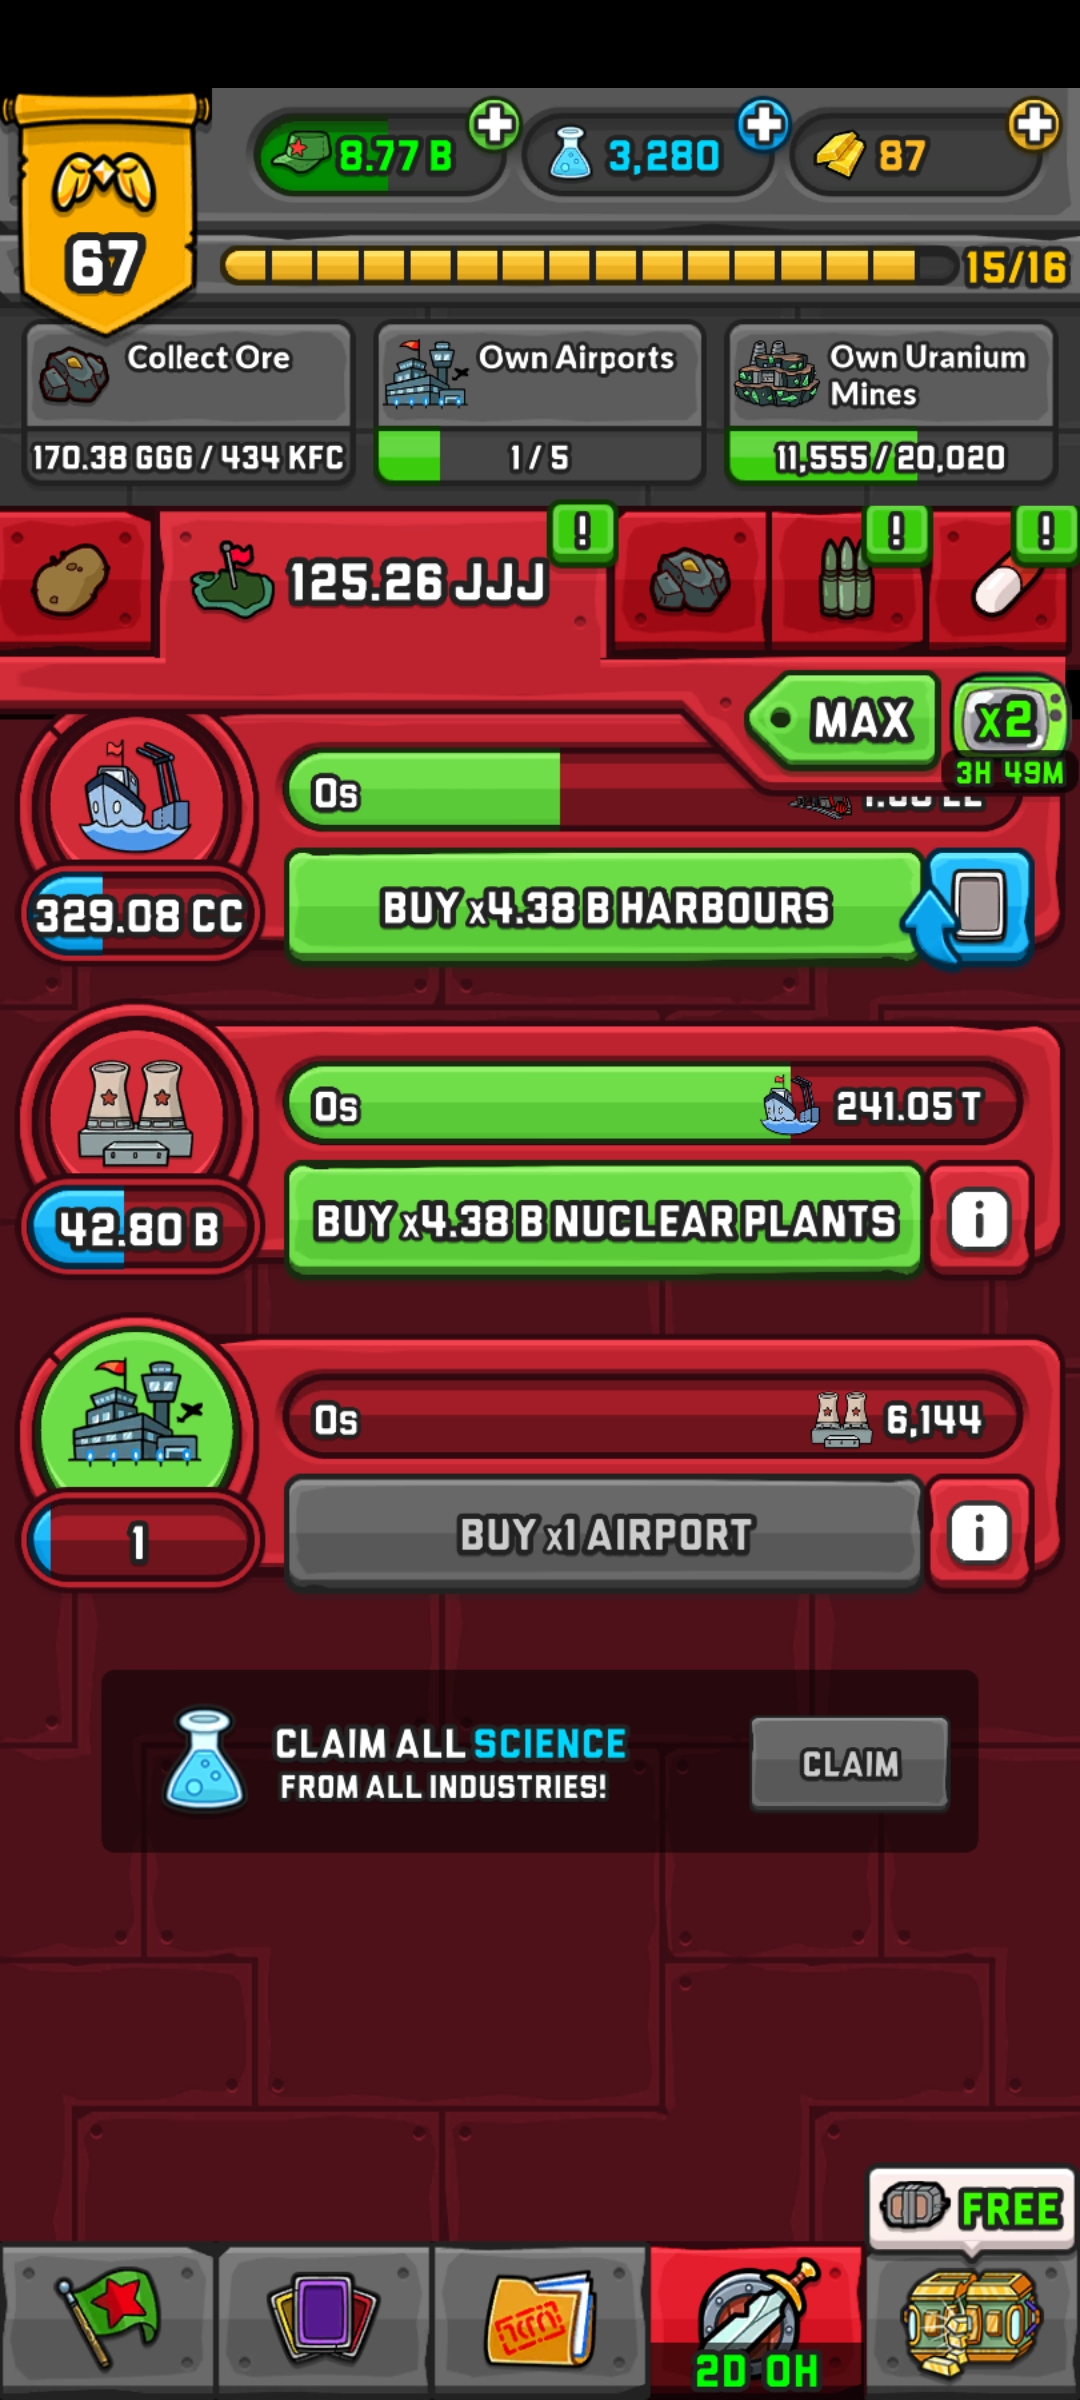 67
8.77 B
3,280
87
15/16
Collect Ore
170.38 GGG / 434 KFC
Own Airports
1 / 5
Own Uranium
Mines
11,555 / 20,020
!
125.26 JJJ
!
!
MAX
x2
3H 49M
0s
329.08 CC
BUY x4.38 B HARBOURS
0s
241.05 T
42.80 B
BUY x4.38 B NUCLEAR PLANTS
i
0s
6,144
1
BUY x1 AIRPORT
i
CLAIM ALL SCIENCE
FROM ALL INDUSTRIES!
CLAIM
FREE
2D 0H